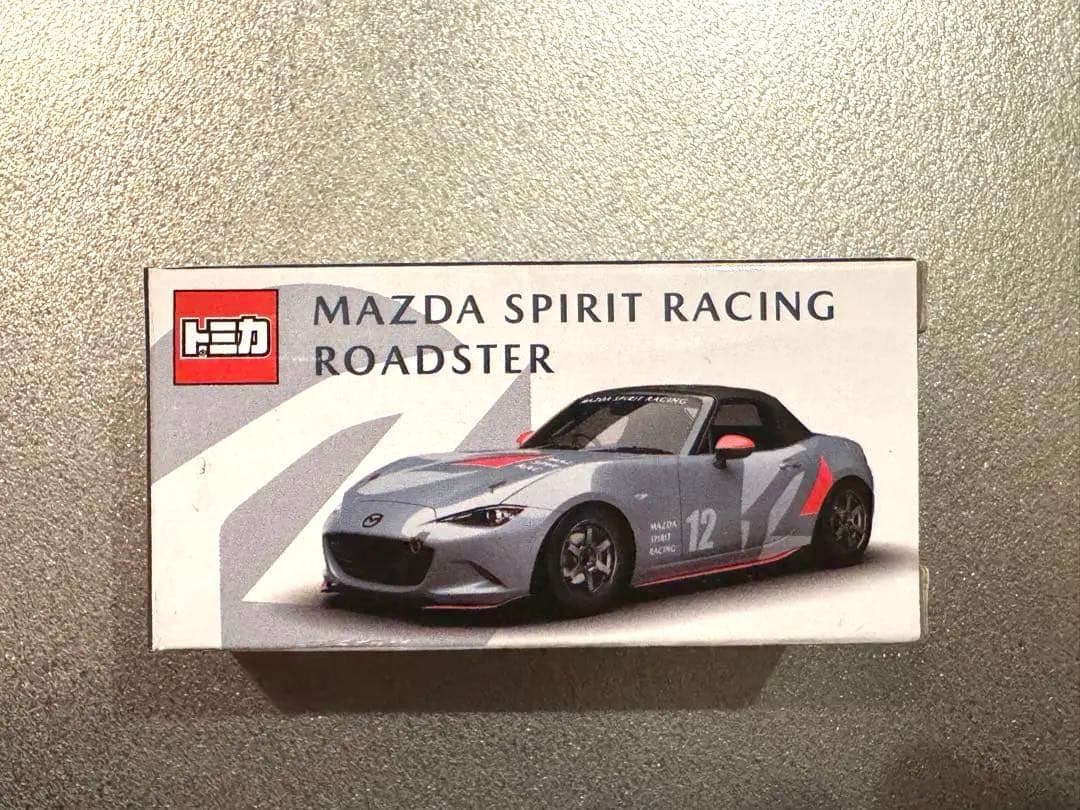 トミカ
MAZDA SPIRIT RACING
ROADSTER
MAZDA SPIRIT RACING
MAZDA
SPIRIT
RACING
12